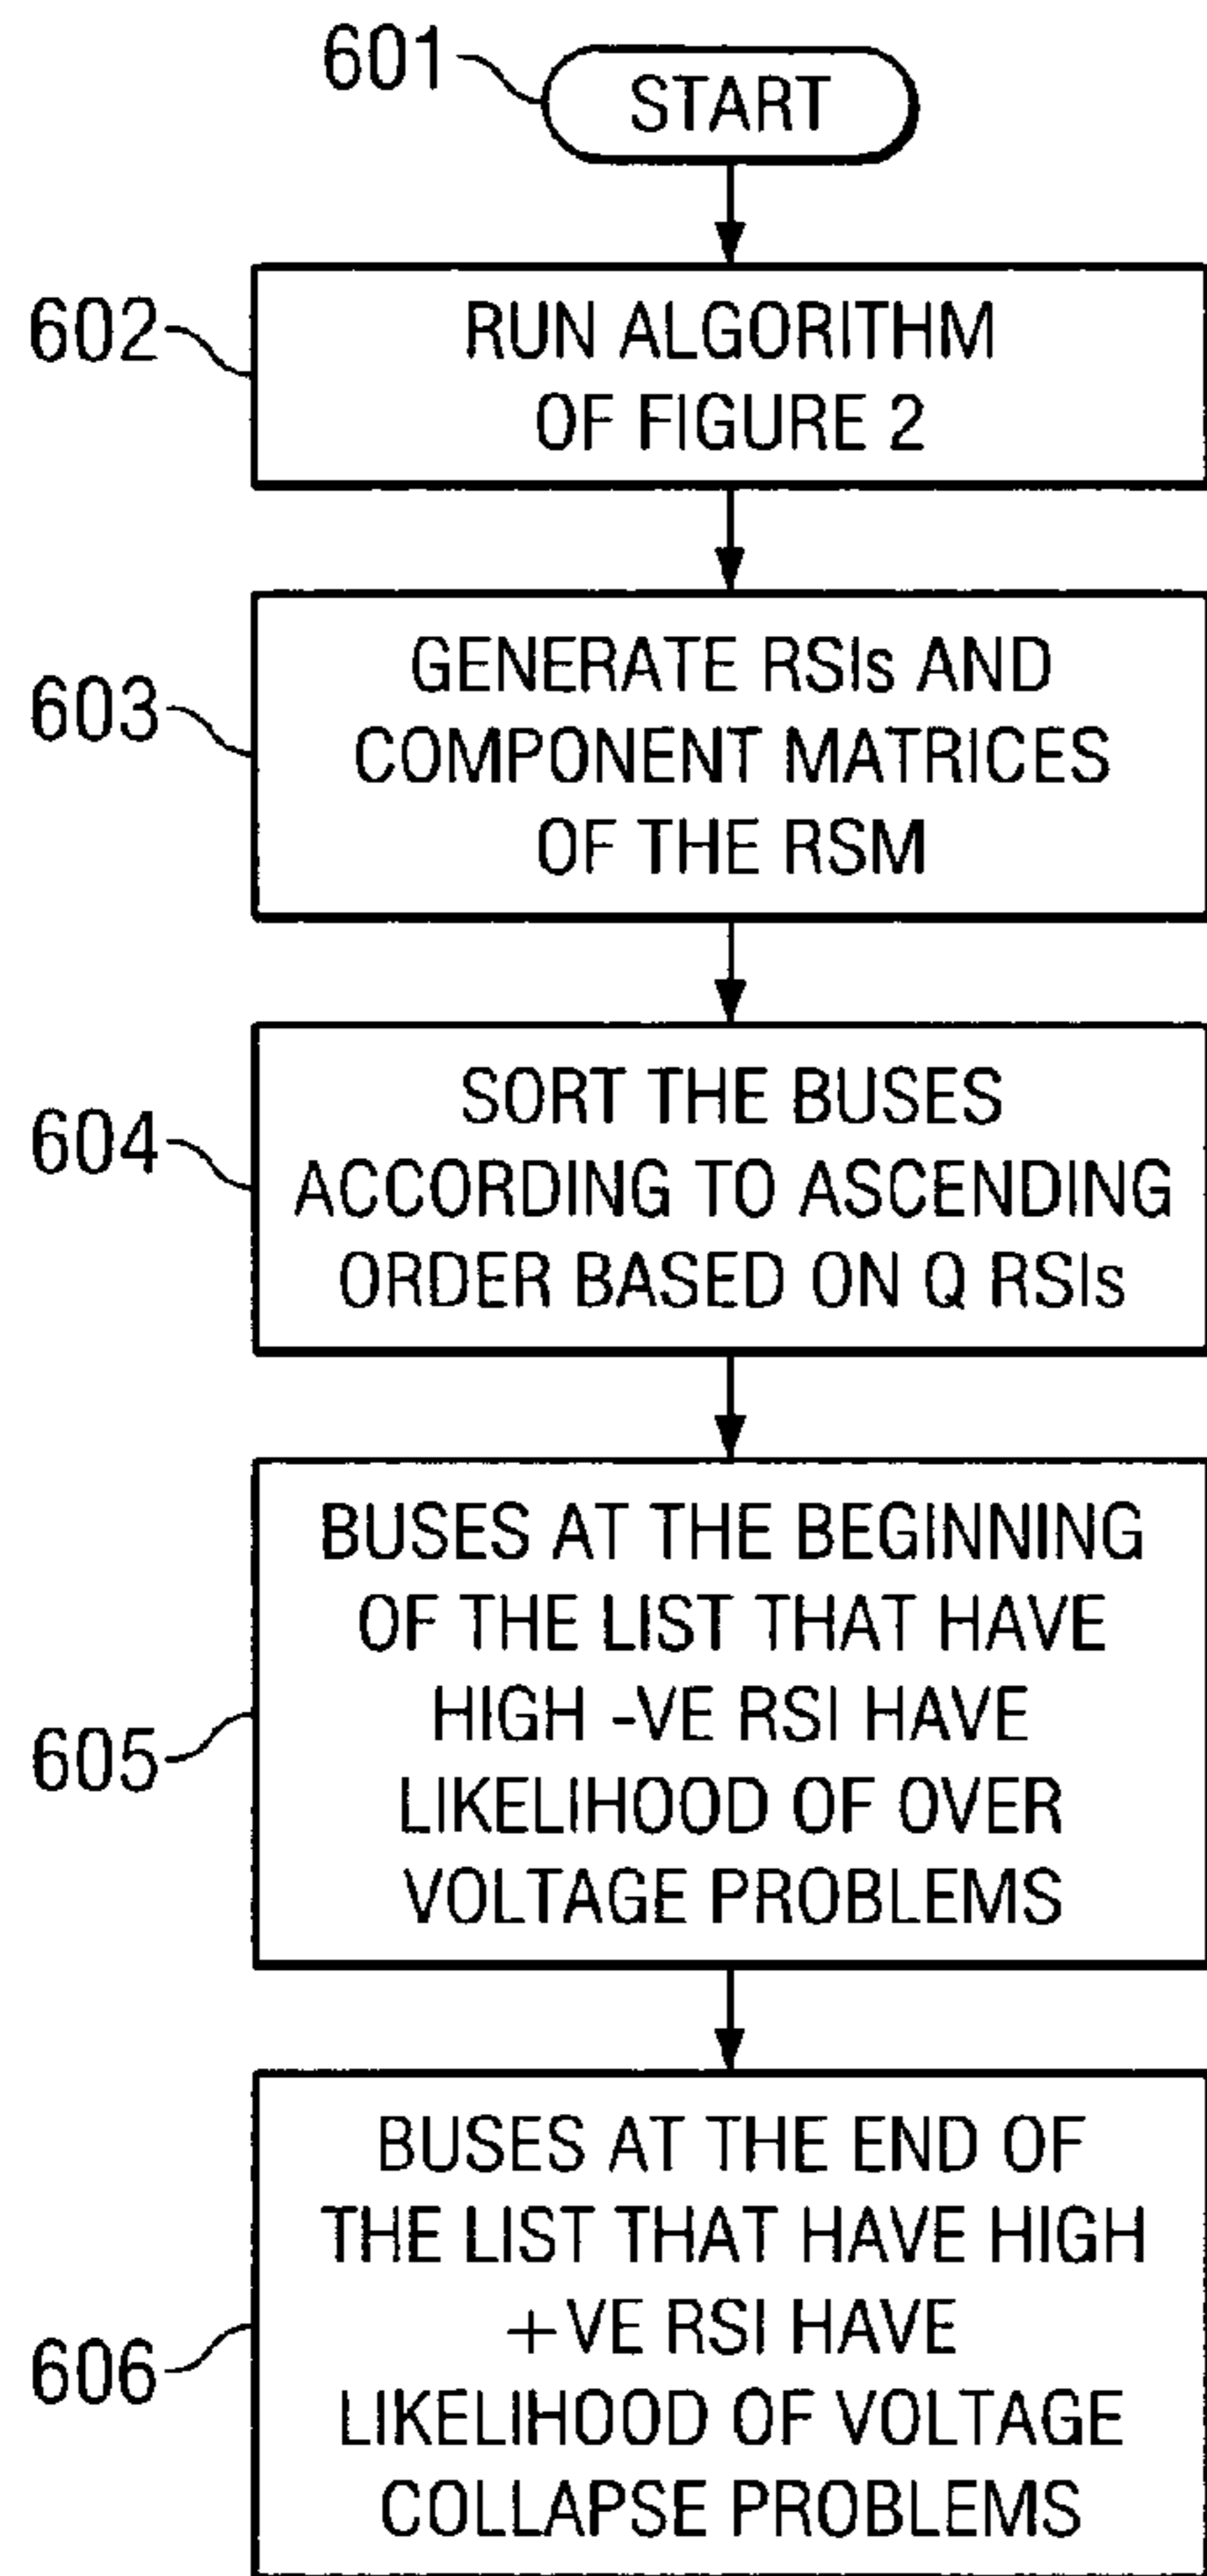 601
START
602
RUN ALGORITHM
OF FIGURE 2
603
GENERATE RSIs AND
COMPONENT MATRICES
OF THE RSM
604
SORT THE BUSES
ACCORDING TO ASCENDING
ORDER BASED ON Q RSIs
605
BUSES AT THE BEGINNING
OF THE LIST THAT HAVE
HIGH -VE RSI HAVE
LIKELIHOOD OF OVER
VOLTAGE PROBLEMS
606
BUSES AT THE END OF
THE LIST THAT HAVE HIGH
+VE RSI HAVE
LIKELIHOOD OF VOLTAGE
COLLAPSE PROBLEMS